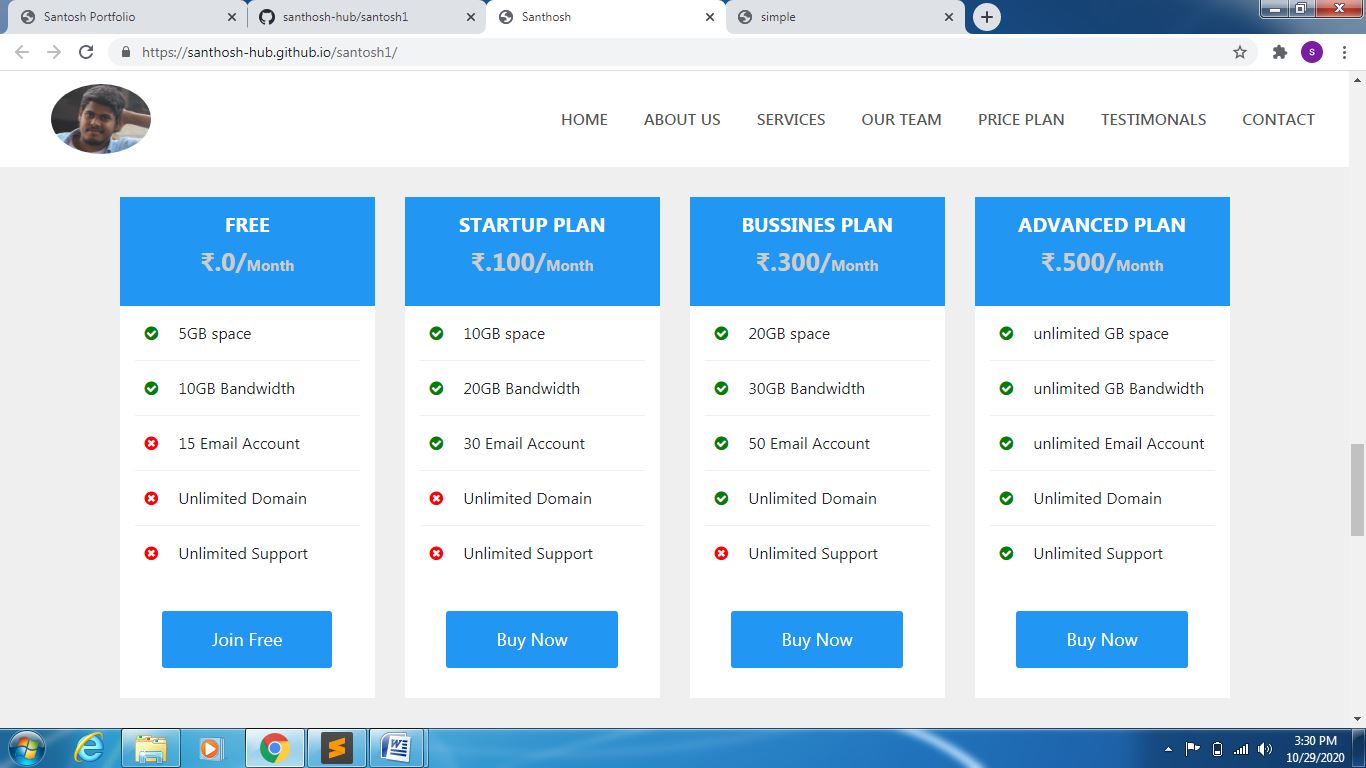 Santosh Portfolio
santhosh-hub/santosh1
Santhosh
simple
https://santhosh-hub.github.io/santosh1/
s
HOME ABOUT US SERVICES OUR TEAM PRICE PLAN TESTIMONALS CONTACT
FREE
₹.0/Month
5GB space
10GB Bandwidth
15 Email Account
Unlimited Domain
Unlimited Support
Join Free
STARTUP PLAN
₹.100/Month
10GB space
20GB Bandwidth
30 Email Account
Unlimited Domain
Unlimited Support
Buy Now
BUSSINES PLAN
₹.300/Month
20GB space
30GB Bandwidth
50 Email Account
Unlimited Domain
Unlimited Support
Buy Now
ADVANCED PLAN
₹.500/Month
unlimited GB space
unlimited GB Bandwidth
unlimited Email Account
Unlimited Domain
Unlimited Support
Buy Now
3:30 PM
10/29/2020